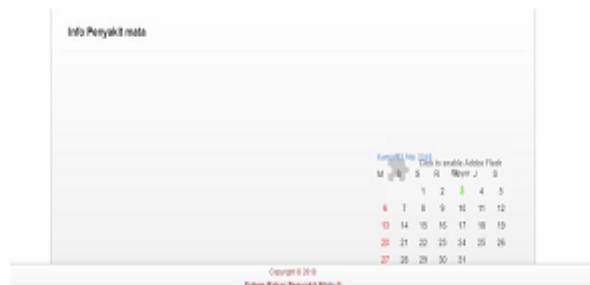 Info Penyakit mata
Click to enable Adobe Flash
M S S R J S
1 2 3 4 5
6 7 8 9 10 11 12
13 14 15 16 17 18 19
20 21 22 23 24 25 26
27 28 29 30 31
Copyright © 2018